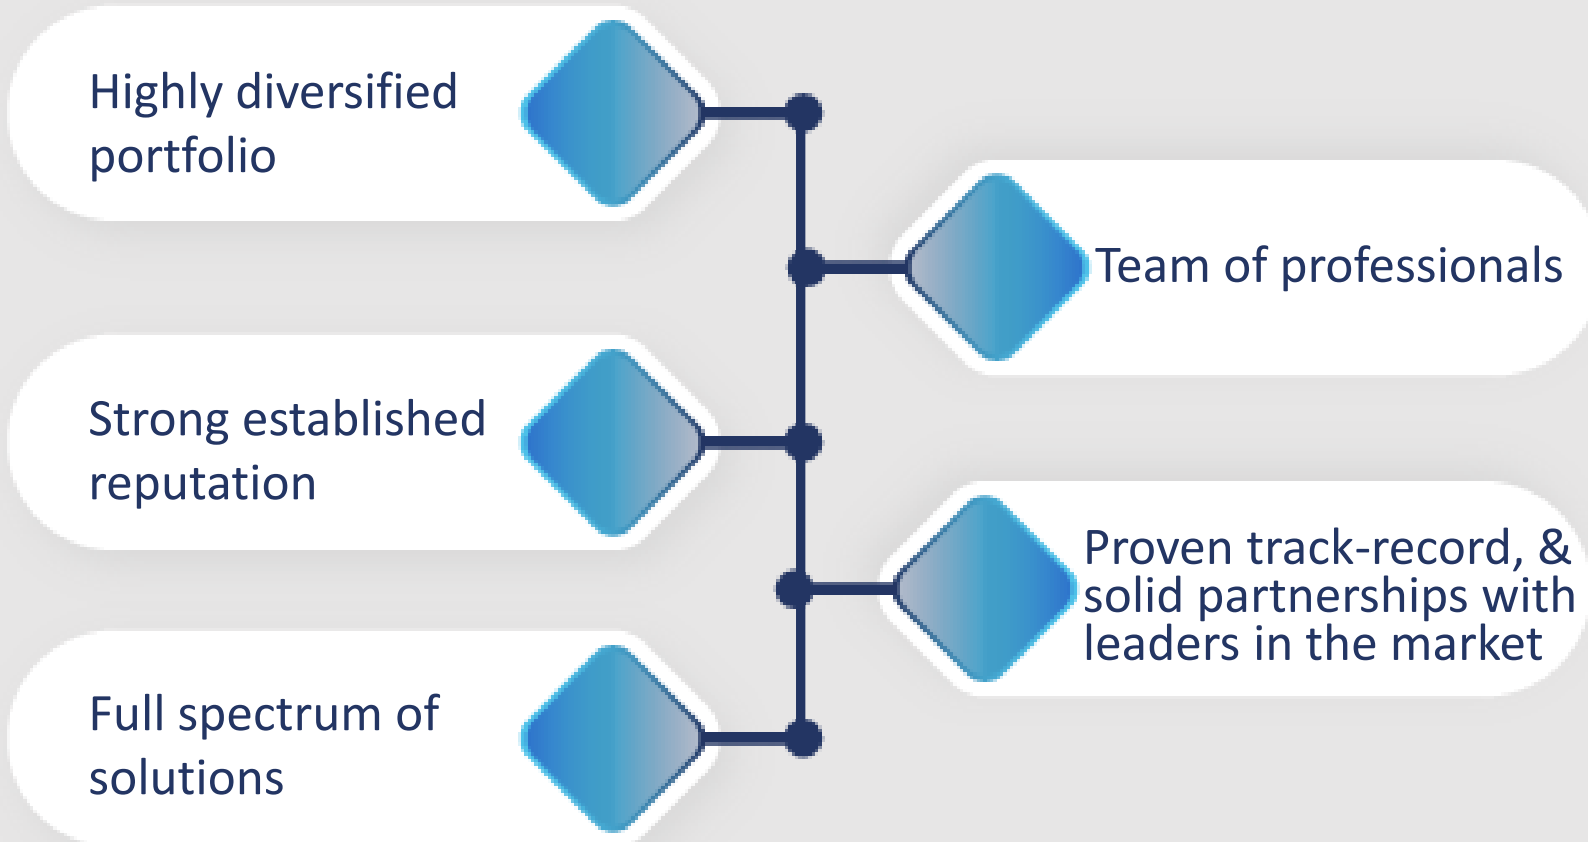 Highly diversified
portfolio
Team of professionals
Strong established
reputation
Proven track-record, &
solid partnerships with
leaders in the market
Full spectrum of
solutions